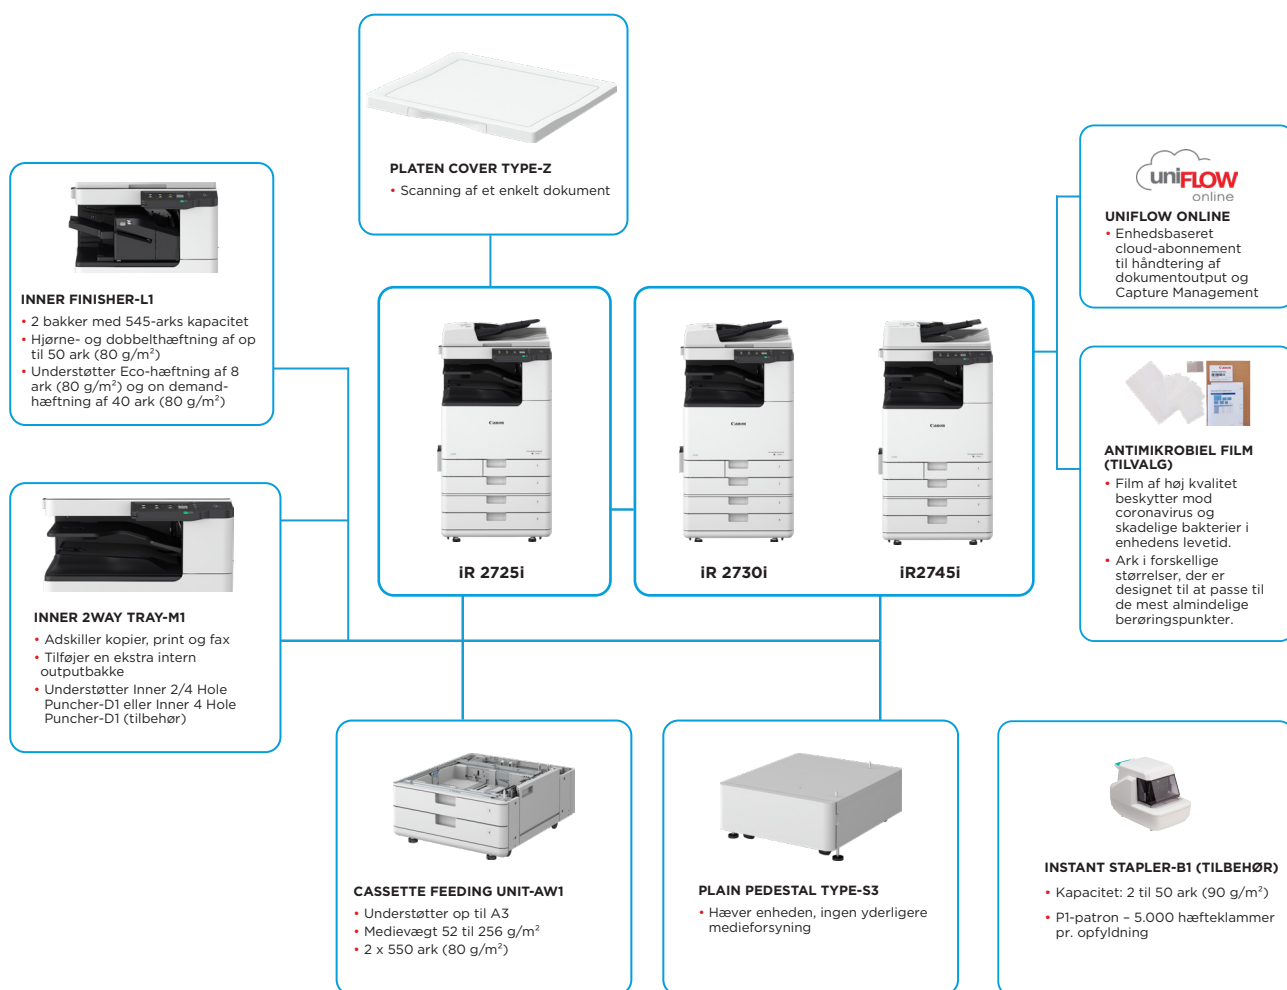 PLATEN COVER TYPE-Z
• Scanning af et enkelt dokument
INNER FINISHER-L1
• 2 bakker med 545-arks kapacitet
• Hjørne- og dobbelthæftning af op
til 50 ark (80 g/m²)
• Understøtter Eco-hæftning af 8
ark (80 g/m²) og on demand-
hæftning af 40 ark (80 g/m²)
INNER 2WAY TRAY-M1
• Adskiller kopier, print og fax
• Tilføjer en ekstra intern
outputbakke
• Understøtter Inner 2/4 Hole
Puncher-D1 eller Inner 4 Hole
Puncher-D1 (tilbehør)
Canon
iR 2725i
Canon
iR 2730i
Canon
iR2745i
uniFLOW
online
UNIFLOW ONLINE
• Enhedsbaseret
cloud-abonnement
til håndtering af
dokumentoutput og
Capture Management
ANTIMIKROBIEL FILM
(TILVALG)
• Film af høj kvalitet
beskytter mod
coronavirus og
skadelige bakterier i
enhedens levetid.
• Ark i forskellige
størrelser, der er
designet til at passe til
de mest almindelige
berøringspunkter.
CASSETTE FEEDING UNIT-AW1
• Understøtter op til A3
• Medievægt 52 til 256 g/m²
• 2 x 550 ark (80 g/m²)
PLAIN PEDESTAL TYPE-S3
• Hæver enheden, ingen yderligere
medieforsyning
INSTANT STAPLER-B1 (TILBEHØR)
• Kapacitet: 2 til 50 ark (90 g/m²)
• P1-patron – 5.000 hæfteklammer
pr. opfyldning